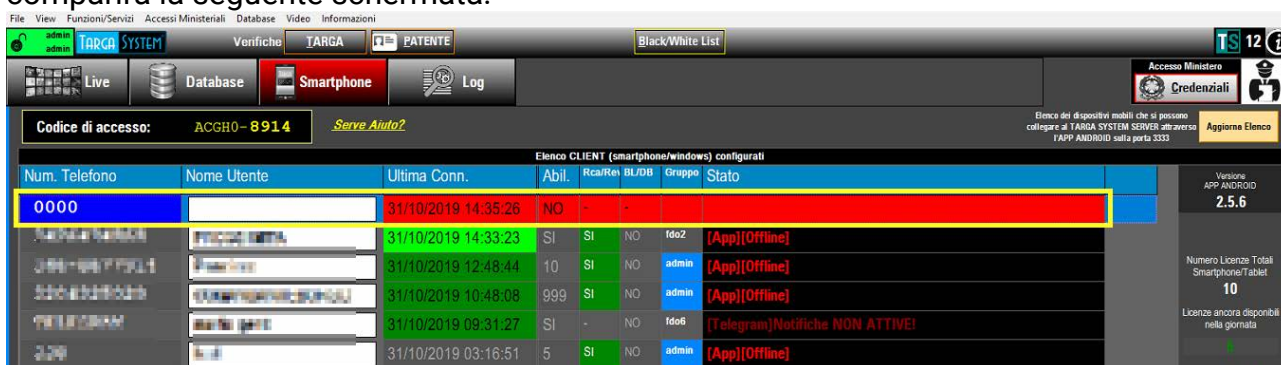 comparirà la seguente schermata:
File View Funzioni/Servizi Accessi Ministeriali Database Video Informazioni
admin
admin
TARGA SYSTEM Verifiche TARGA PATENTE Black/White List TS 12
Live Database Smartphone Log
Accesso Ministero
Credenziali
Codice di accesso: ACGH0-8914 Serve Aiuto?
Elenco dei dispositivi mobili che si possono
collegare al TARGA SYSTEM SERVER attraverso
l'APP ANDROID sulla porta 3333
Aggiorna Elenco
Elenco CLIENT (smartphone/windows) configurati
Num. Telefono Nome Utente Ultima Conn. Abil. Rca/Rev BL/DB Gruppo Stato
0000 31/10/2019 14:35:26 NO - -
31/10/2019 14:33:23 SI SI NO fdo2 [App][Offline]
31/10/2019 12:48:44 10 SI NO admin [App][Offline]
31/10/2019 10:48:08 999 SI NO admin [App][Offline]
31/10/2019 09:31:27 SI - NO fdo6 [Telegram]Notifiche NON ATTIVE!
31/10/2019 03:16:51 5 SI NO admin [App][Offline]
Versione
APP ANDROID
2.5.6
Numero Licenze Totali
Smartphone/Tablet
10
Licenze ancora disponibili
nella giornata